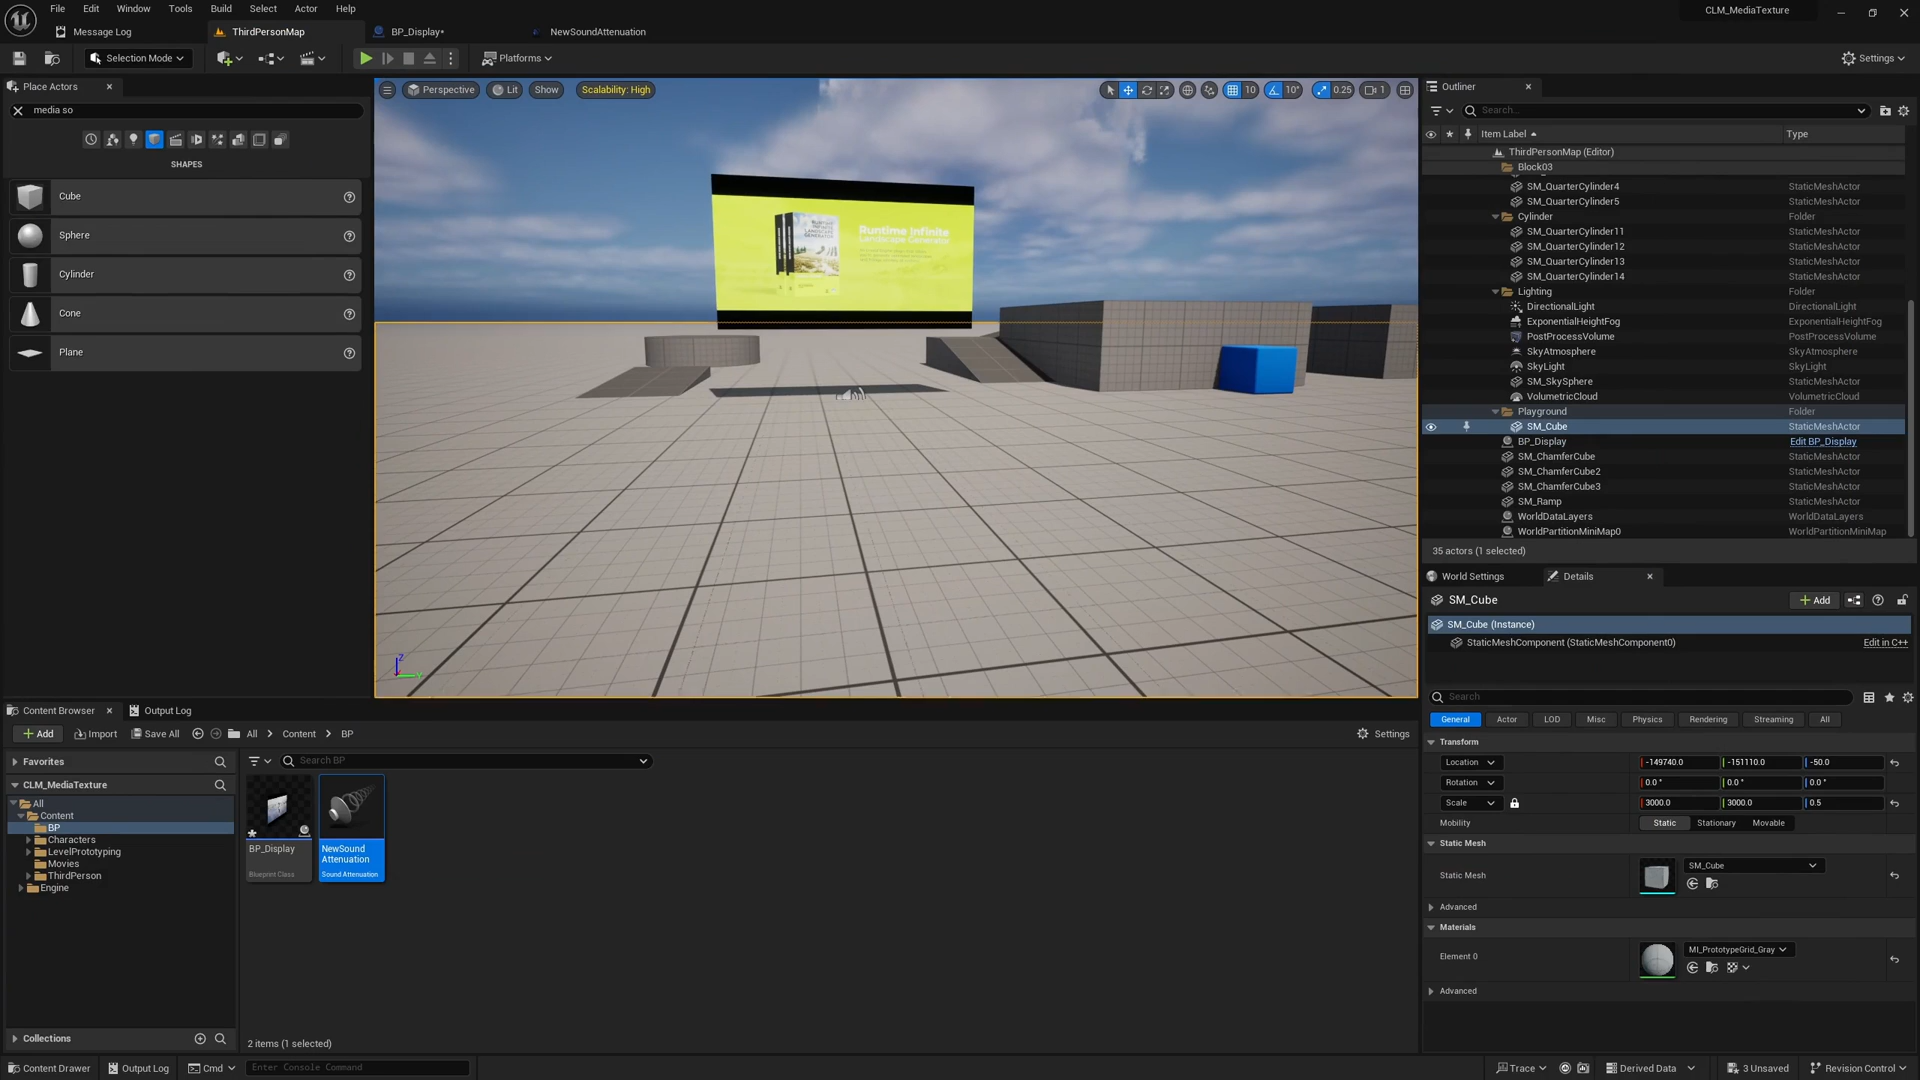 File Edit Window Tools Build Select Actor Help
CLM_MediaTexture
Message Log ThirdPersonMap BP_Display• NewSoundAttenuation
Selection Mode Platforms Settings
Place Actors
media so
SHAPES
Cube
Sphere
Cylinder
Cone
Plane
Perspective Lit Show Scalability: High 10 10° 0.25 1
RUNTIME INFINITE LANDSCAPE GENERATOR
Runtime Infinite
Landscape Generator
Outliner
Search...
Item Label Type
ThirdPersonMap (Editor)
Block03
SM_QuarterCylinder4 StaticMeshActor
SM_QuarterCylinder5 StaticMeshActor
Cylinder Folder
SM_QuarterCylinder11 StaticMeshActor
SM_QuarterCylinder12 StaticMeshActor
SM_QuarterCylinder13 StaticMeshActor
SM_QuarterCylinder14 StaticMeshActor
Lighting Folder
DirectionalLight DirectionalLight
ExponentialHeightFog ExponentialHeightFog
PostProcessVolume PostProcessVolume
SkyAtmosphere SkyAtmosphere
SkyLight SkyLight
SM_SkySphere StaticMeshActor
VolumetricCloud VolumetricCloud
Playground Folder
SM_Cube StaticMeshActor
BP_Display Edit BP_Display
SM_ChamferCube StaticMeshActor
SM_ChamferCube2 StaticMeshActor
SM_ChamferCube3 StaticMeshActor
SM_Ramp StaticMeshActor
WorldDataLayers WorldDataLayers
WorldPartitionMiniMap0 WorldPartitionMiniMap
35 actors (1 selected)
World Settings Details
SM_Cube Add
SM_Cube (Instance)
StaticMeshComponent (StaticMeshComponent0) Edit in C++
Search
General Actor LOD Misc Physics Rendering Streaming All
Transform
Location -149740.0 -151110.0 -50.0
Rotation 0.0 ° 0.0 ° 0.0 °
Scale 3000.0 3000.0 0.5
Mobility Static Stationary Movable
Static Mesh
Static Mesh SM_Cube
Advanced
Materials
Element 0 MI_PrototypeGrid_Gray
Advanced
Content Browser Output Log
Add Import Save All All Content BP Settings
Favorites
CLM_MediaTexture
All
Content
BP
Characters
LevelPrototyping
Movies
ThirdPerson
Engine
Collections
Search BP
BP_Display
Blueprint Class
NewSound
Attenuation
Sound Attenuation
2 items (1 selected)
Content Drawer Output Log Cmd Enter Console Command Trace Derived Data 3 Unsaved Revision Control